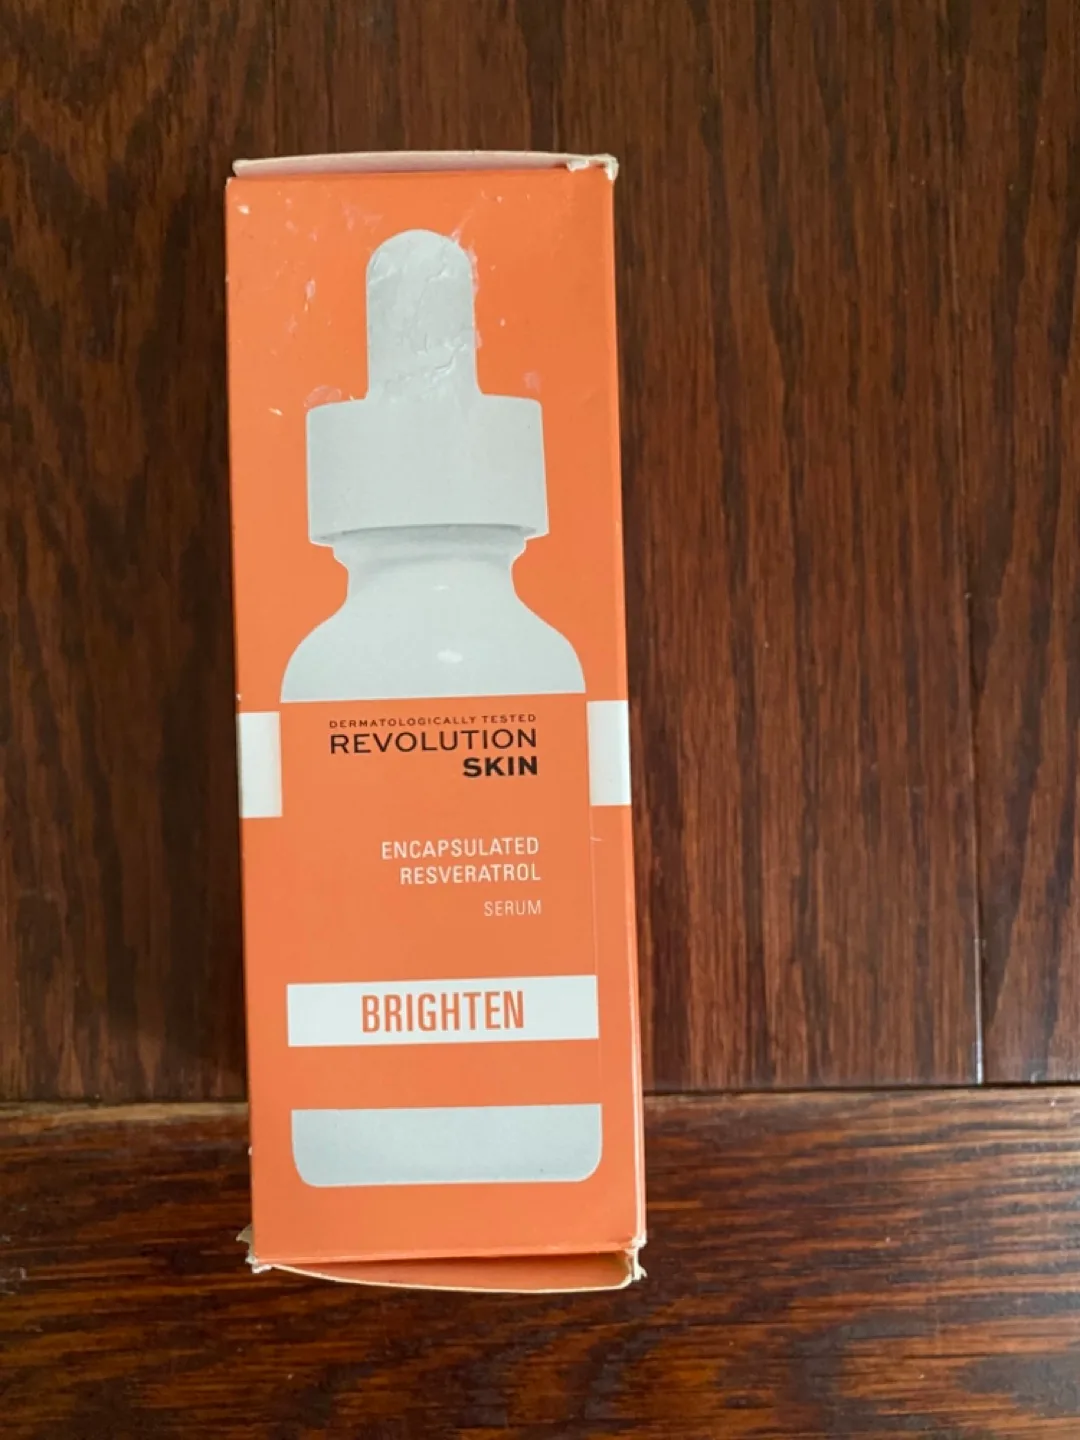 DERMATOLOGICALLY TESTED
REVOLUTION
SKIN
ENCAPSULATED
RESVERATROL
SERUM
BRIGHTEN